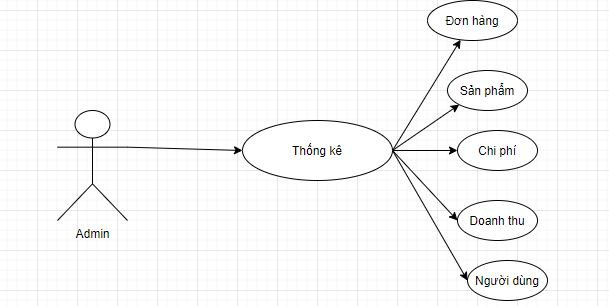 Đơn hàng
Sản phẩm
Thống kê
Chi phí
Doanh thu
Admin
Người dùng